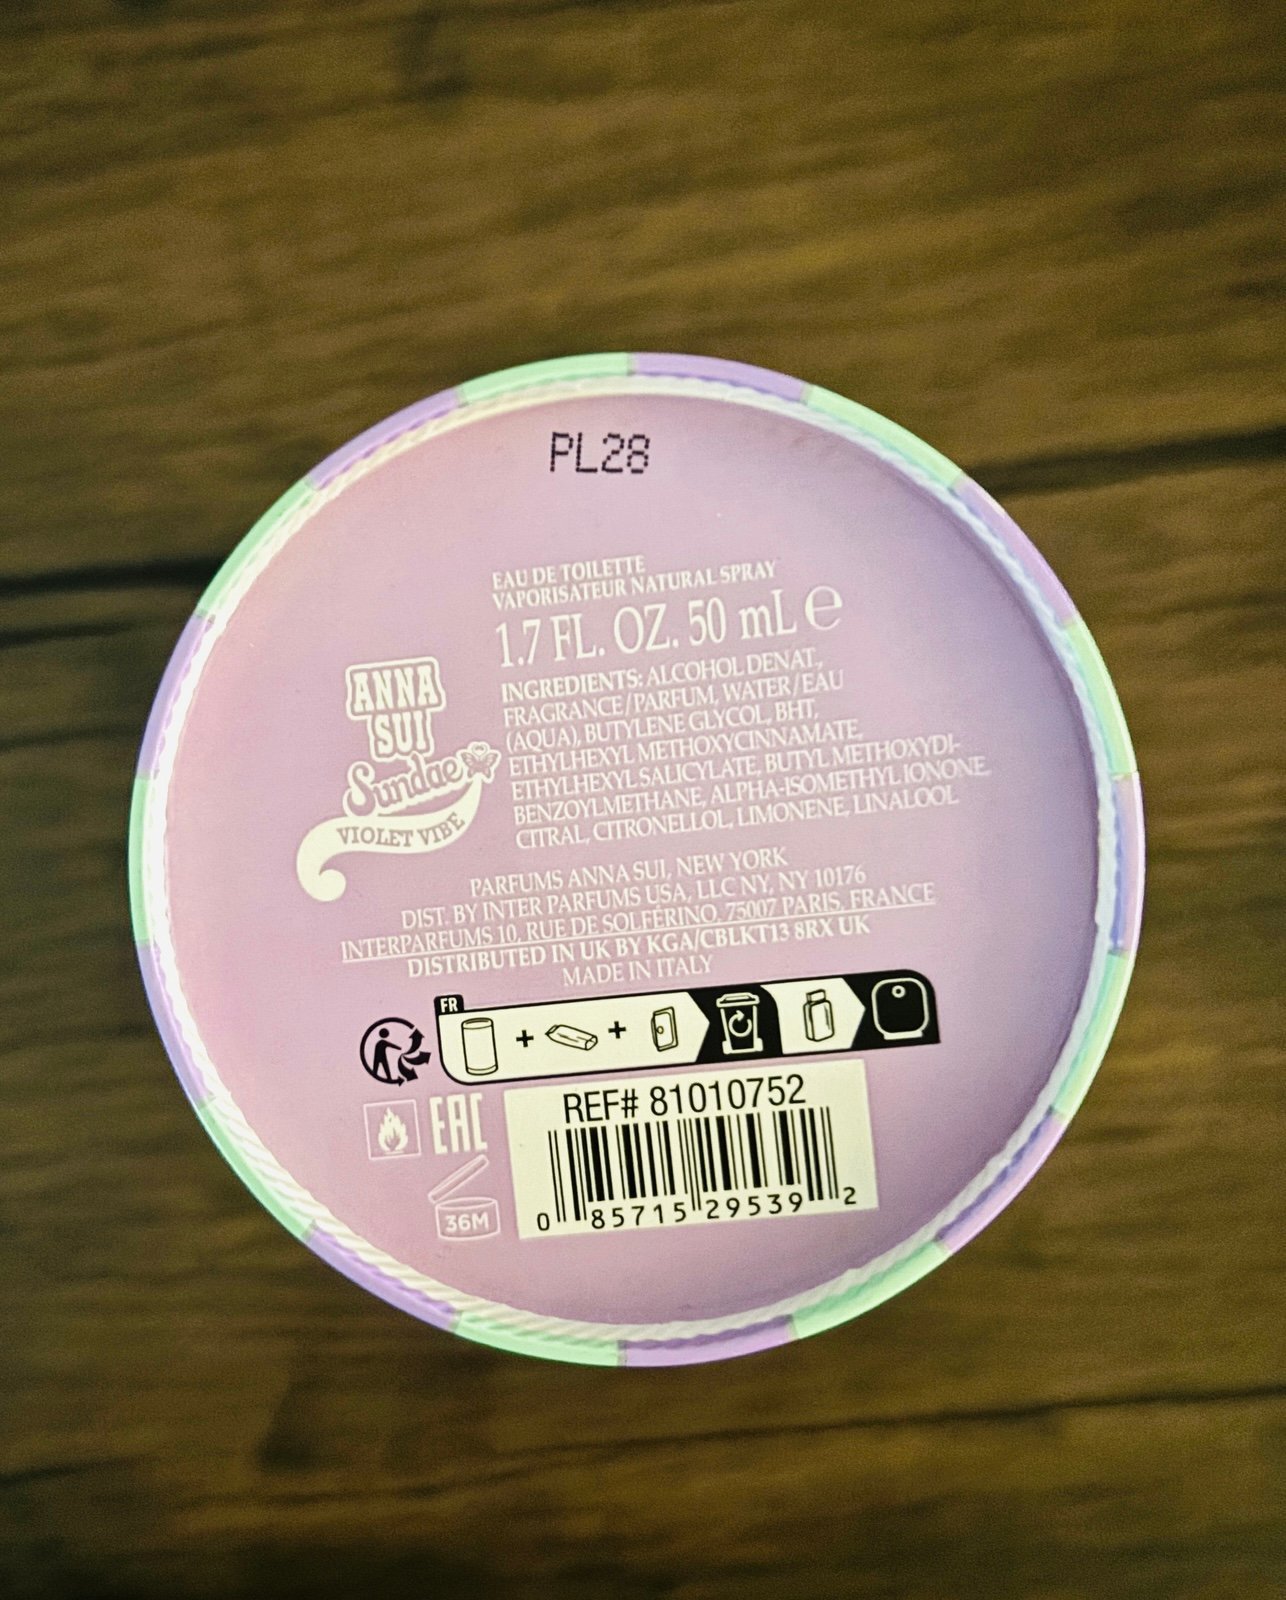 PL28
EAU DE TOILETTE
VAPORISATEUR NATURAL SPRAY
1.7 FL. OZ. 50 mL ℮
INGREDIENTS: ALCOHOL DENAT.,
FRAGRANCE/PARFUM, WATER/EAU
(AQUA), BUTYLENE GLYCOL, BHT,
ETHYLHEXYL METHOXYCINNAMATE,
ETHYLHEXYL SALICYLATE, BUTYL METHOXYDI-
BENZOYLMETHANE, ALPHA-ISOMETHYL IONONE,
CITRAL, CITRONELLOL, LIMONENE, LINALOOL
ANNA
SUI
Sundae
VIOLET VIBE
PARFUMS ANNA SUI, NEW YORK
DIST. BY INTER PARFUMS USA, LLC NY, NY 10176
INTERPARFUMS 10, RUE DE SOLFÉRINO, 75007 PARIS, FRANCE
DISTRIBUTED IN UK BY KGA/CBLKT13 8RX UK
MADE IN ITALY
FR
+ +
EAC
36M
REF# 81010752
0 85715 29539 2